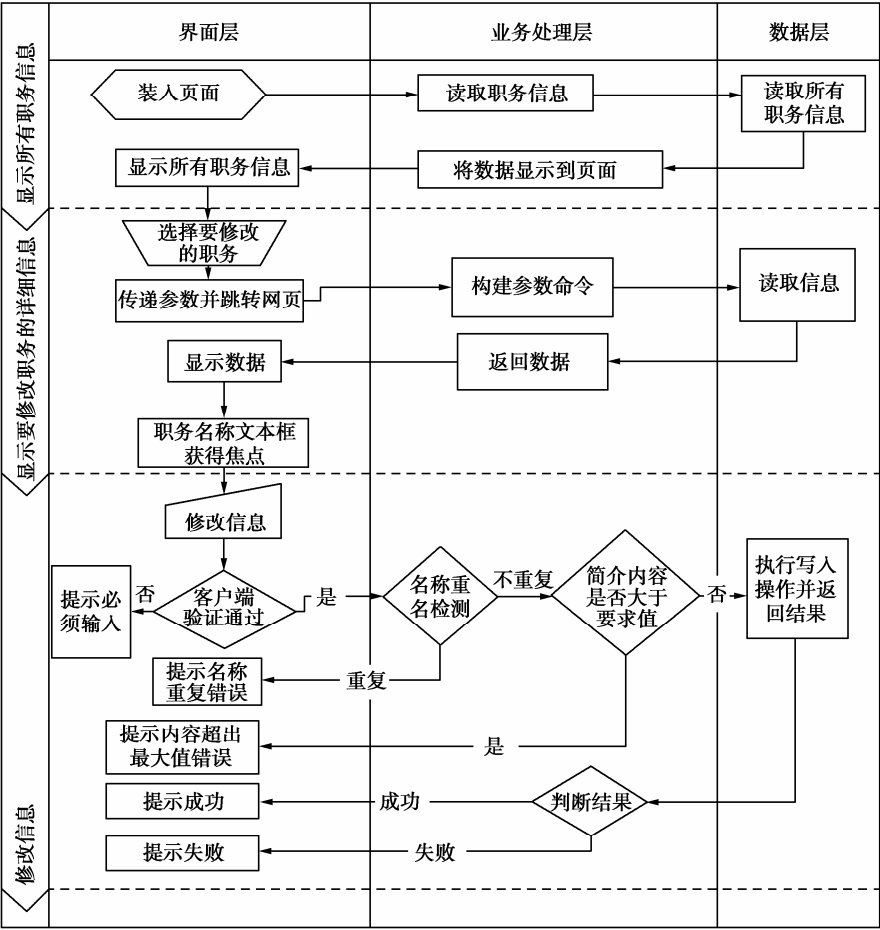 界面层
业务处理层
数据层
显示所有职务信息
装入页面
读取职务信息
读取所有
职务信息
显示所有职务信息
将数据显示到页面
显示要修改职务的详细信息
选择要修改
的职务
传递参数并跳转网页
构建参数命令
读取信息
显示数据
返回数据
职务名称文本框
获得焦点
修改信息
修改信息
提示必
须输入
否
客户端
验证通过
是
名称重
名检测
不重复
简介内容
是否大于
要求值
否
执行写入
操作并返
回结果
提示名称
重复错误
重复
提示内容超出
最大值错误
是
提示成功
成功
判断结果
提示失败
失败